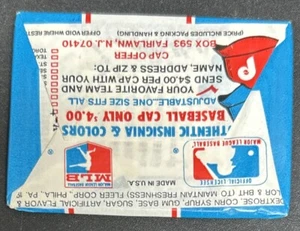 (PRICE INCLUDES PACKING & HANDLING)
(OFFER VOID WHERE REST
BOX 593 FAIRLAWN, N.J. 07410
CAP OFFER
NAME, ADDRESS & ZIP TO:
SEND $4.00 PER CAP WITH YOUR
YOUR FAVORITE TEAM AND
ADJUSTABLE-ONE SIZE FITS ALL
BASEBALL CAP ONLY $4.00
THENTIC INSIGNIA & COLORS
MAJOR LEAGUE BASEBALL
OFFICIAL LICENSEE
MLB
MADE IN U.S.A.
LOR & BHT (TO MAINTAIN FRESHNESS) FLEER CORP. PHILA., PA. 19
DEXTROSE, CORN SYRUP, GUM BASE, SUGAR, ARTIFICIAL FLAVOR &